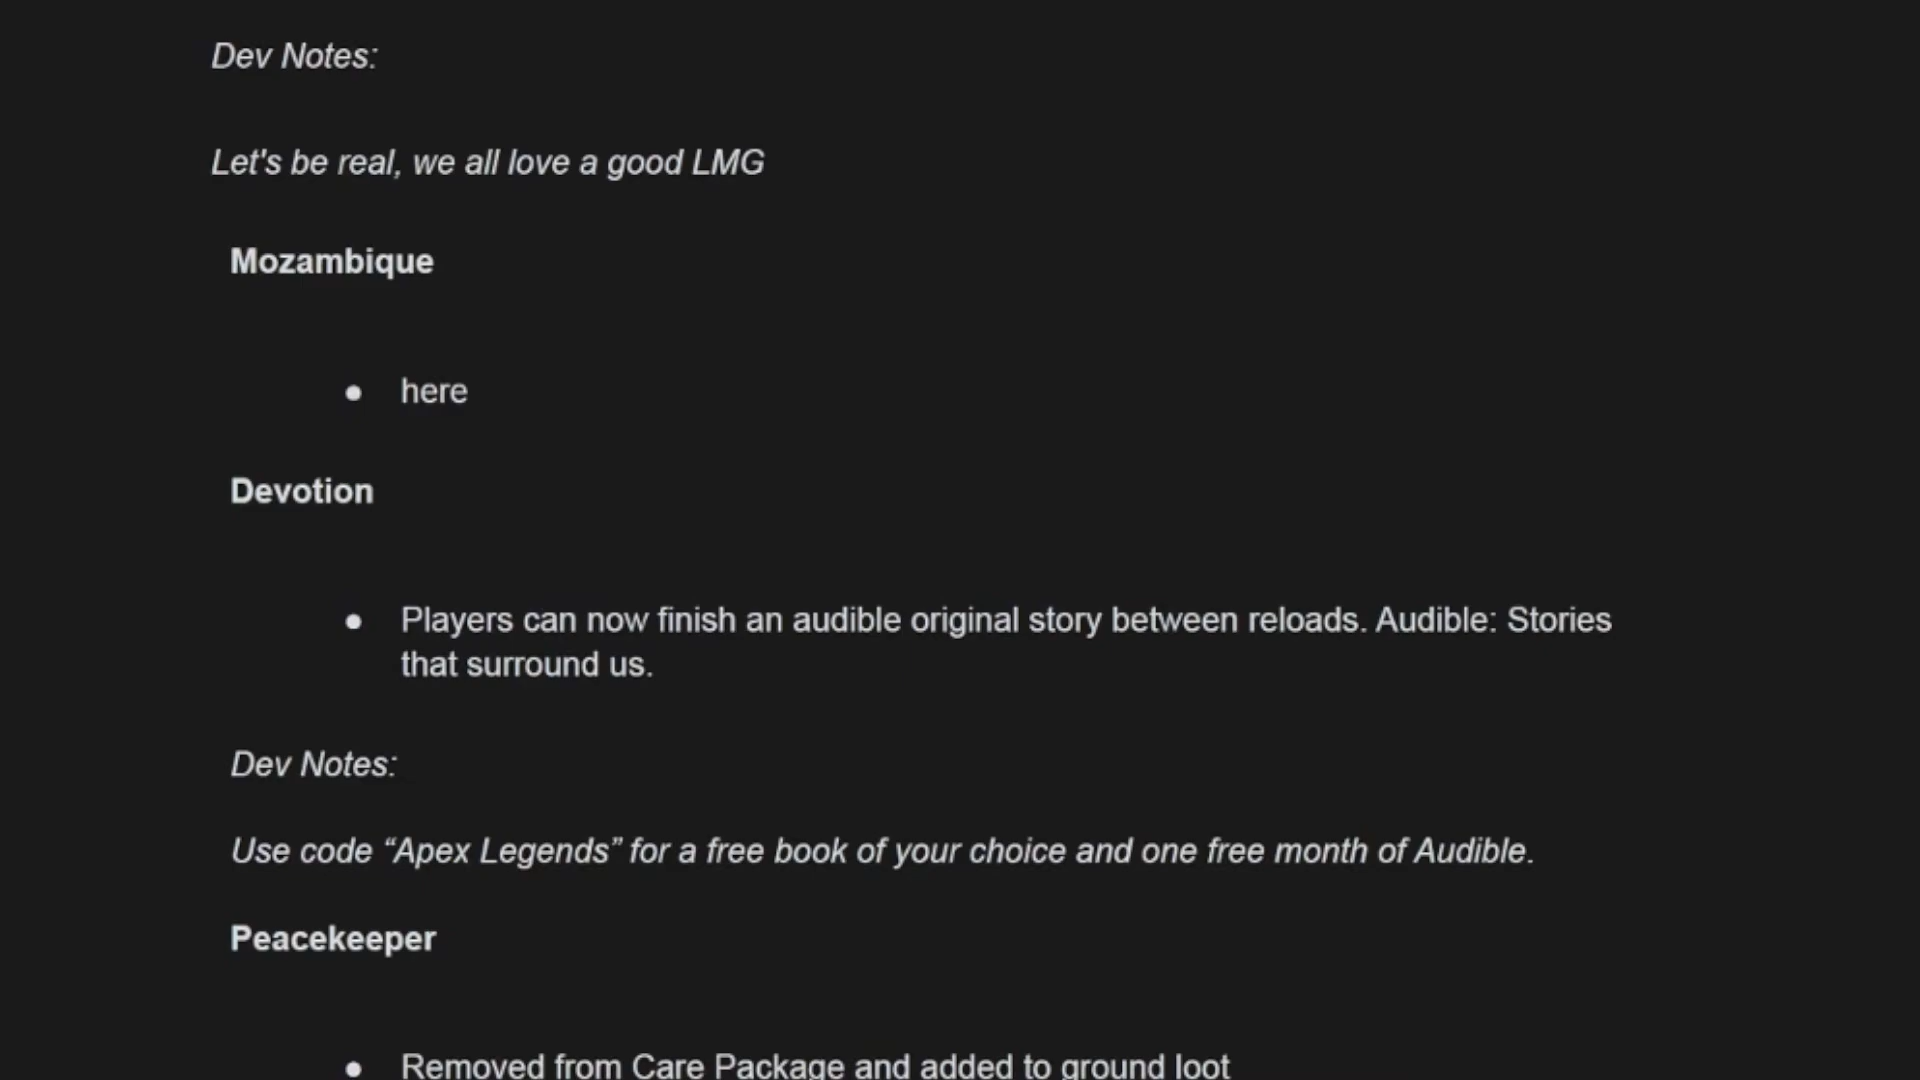 Dev Notes:
Let's be real, we all love a good LMG
Mozambique
● here
Devotion
● Players can now finish an audible original story between reloads. Audible: Stories
that surround us.
Dev Notes:
Use code “Apex Legends” for a free book of your choice and one free month of Audible.
Peacekeeper
● Removed from Care Package and added to ground loot